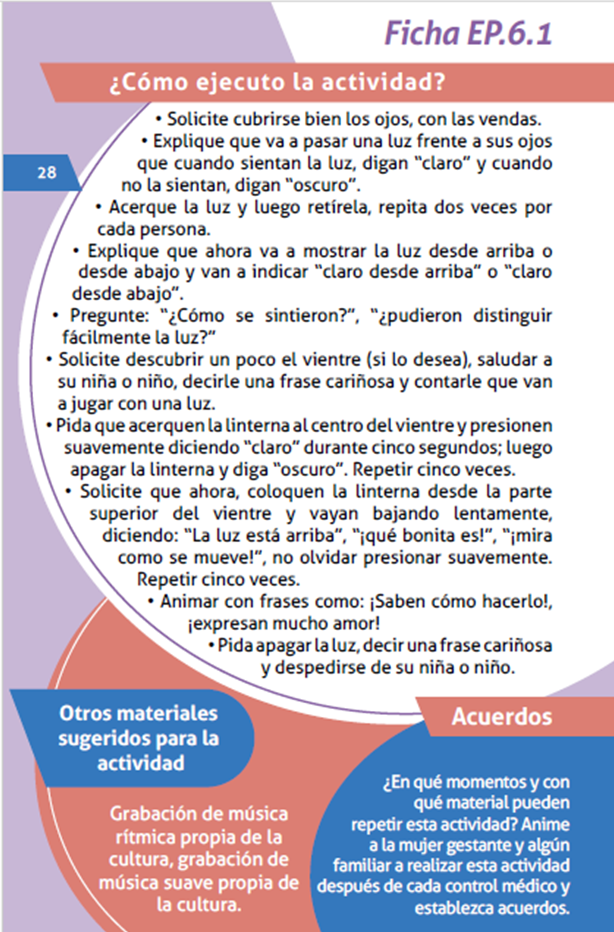 Ficha EP.6.1
¿Cómo ejecuto la actividad?
• Solicite cubrirse bien los ojos, con las vendas.
• Explique que va a pasar una luz frente a sus ojos
que cuando sientan la luz, digan “claro” y cuando
no la sientan, digan “oscuro”.
28
• Acerque la luz y luego retírela, repita dos veces por
cada persona.
• Explique que ahora va a mostrar la luz desde arriba o
desde abajo y van a indicar “claro desde arriba” o “claro
desde abajo”.
• Pregunte: “¿Cómo se sintieron?”, “¿pudieron distinguir
fácilmente la luz?”
• Solicite descubrir un poco el vientre (si lo desea), saludar a
su niña o niño, decirle una frase cariñosa y contarle que van
a jugar con una luz.
• Pida que acerquen la linterna al centro del vientre y presionen
suavemente diciendo “claro” durante cinco segundos; luego
apagar la linterna y diga “oscuro”. Repetir cinco veces.
• Solicite que ahora, coloquen la linterna desde la parte
superior del vientre y vayan bajando lentamente,
diciendo: “La luz está arriba”, “¡qué bonita es!”, “¡mira
como se mueve!”, no olvidar presionar suavemente.
Repetir cinco veces.
• Animar con frases como: ¡Saben cómo hacerlo!,
¡expresan mucho amor!
• Pida apagar la luz, decir una frase cariñosa
y despedirse de su niña o niño.
Otros materiales
sugeridos para la
actividad
Grabación de música
rítmica propia de la
cultura, grabación de
música suave propia de
la cultura.
Acuerdos
¿En qué momentos y con
qué material pueden
repetir esta actividad? Anime
a la mujer gestante y algún
familiar a realizar esta actividad
después de cada control médico y
establezca acuerdos.